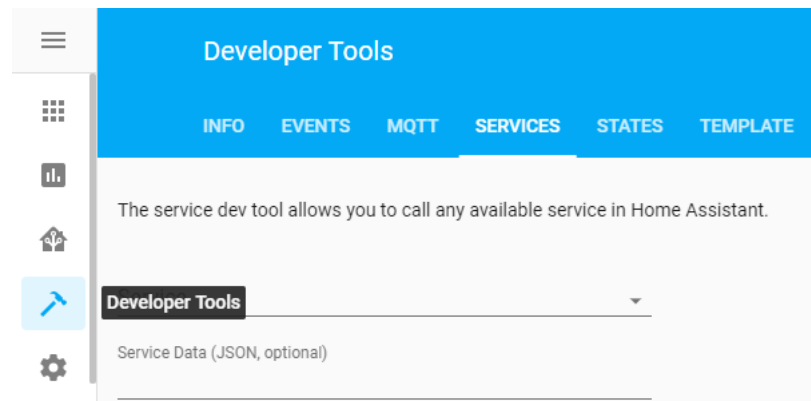 Developer Tools
INFO EVENTS MQTT SERVICES STATES TEMPLATE
The service dev tool allows you to call any available service in Home Assistant.
Developer Tools
Service Data (JSON, optional)